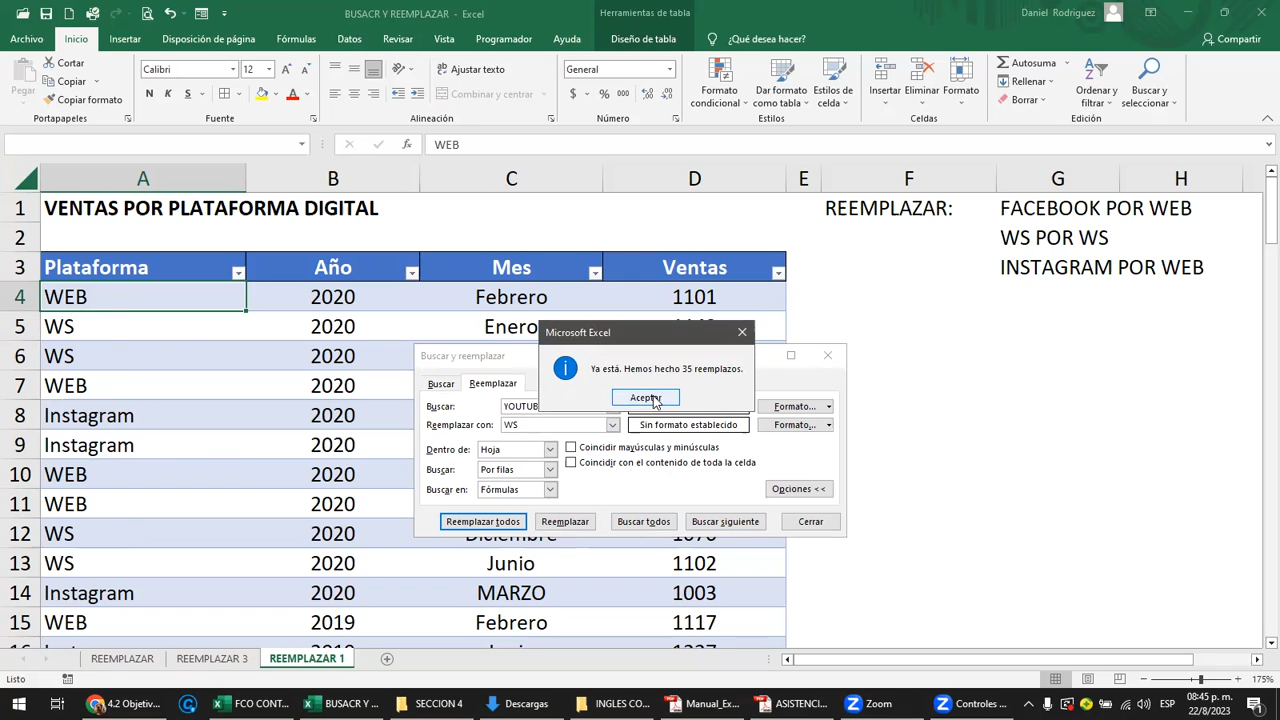 BUSACR Y REEMPLAZAR - Excel
Herramientas de tabla
Daniel Rodriguez
Archivo Inicio Insertar Disposición de página Fórmulas Datos Revisar Vista Programador Ayuda Diseño de tabla ¿Qué desea hacer? Compartir
Pegar
Cortar
Copiar
Copiar formato
Portapapeles
Calibri 12
N K S
Fuente
Ajustar texto
Combinar y centrar
Alineación
General
$ % 000
Número
Formato condicional
Dar formato como tabla
Estilos de celda
Estilos
Insertar Eliminar Formato
Celdas
Autosuma
Rellenar
Borrar
Ordenar y filtrar
Buscar y seleccionar
Edición
fx WEB
A B C D E F G H
1 VENTAS POR PLATAFORMA DIGITAL REEMPLAZAR: FACEBOOK POR WEB
2 WS POR WS
3 Plataforma Año Mes Ventas INSTAGRAM POR WEB
4 WEB 2020 Febrero 1101
5 WS 2020 Enero
6 WS 2020
7 WEB 2020
8 Instagram 2020
9 Instagram 2020
10 WEB 2020
11 WEB 2020
12 WS 2020
13 WS 2020 Junio 1102
14 Instagram 2020 MARZO 1003
15 WEB 2019 Febrero 1117
Microsoft Excel
Ya está. Hemos hecho 35 reemplazos.
Aceptar
Buscar y reemplazar
Buscar Reemplazar
Buscar: YOUTUB Formato...
Reemplazar con: WS Sin formato establecido Formato...
Dentro de: Hoja Coincidir mayúsculas y minúsculas
Coincidir con el contenido de toda la celda
Buscar: Por filas
Buscar en: Fórmulas Opciones <<
Reemplazar todos Reemplazar Buscar todos Buscar siguiente Cerrar
REEMPLAZAR REEMPLAZAR 3 REEMPLAZAR 1
Listo 175%
4.2 Objetiv... FCO CONT... BUSACR Y ... SECCION 4 Descargas INGLES CO... Manual_Ex... ASISTENCI... Zoom Controles ... ESP
08:45 p. m.
22/8/2023